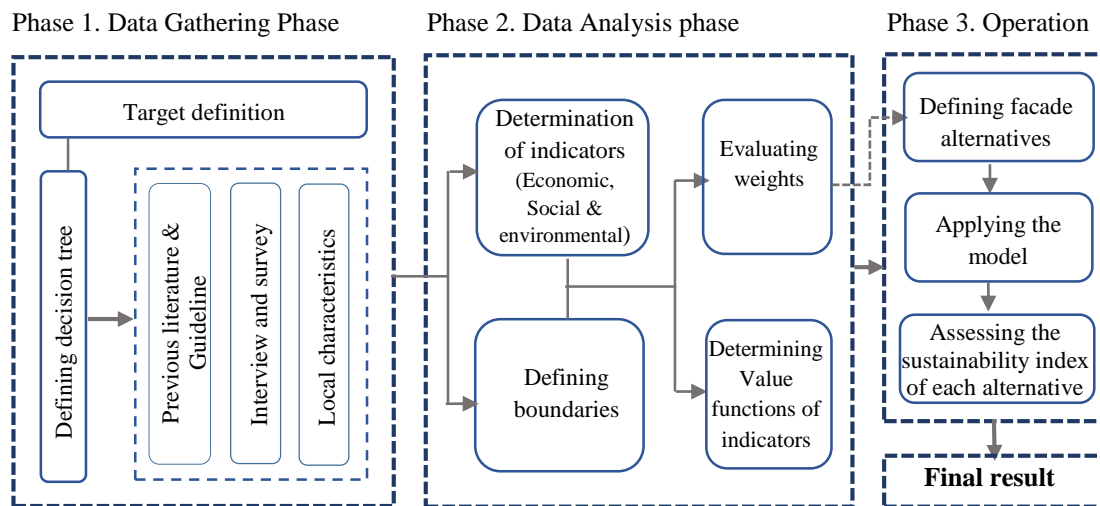 Phase 1. Data Gathering Phase
Target definition
Defining decision tree
Previous literature &
Guideline
Interview and survey
Local characteristics
Phase 2. Data Analysis phase
Determination
of indicators
(Economic,
Social &
environmental)
Defining
boundaries
Evaluating
weights
Determining
Value
functions of
indicators
Phase 3. Operation
Defining facade
alternatives
Applying the
model
Assessing the
sustainability index
of each alternative
Final result